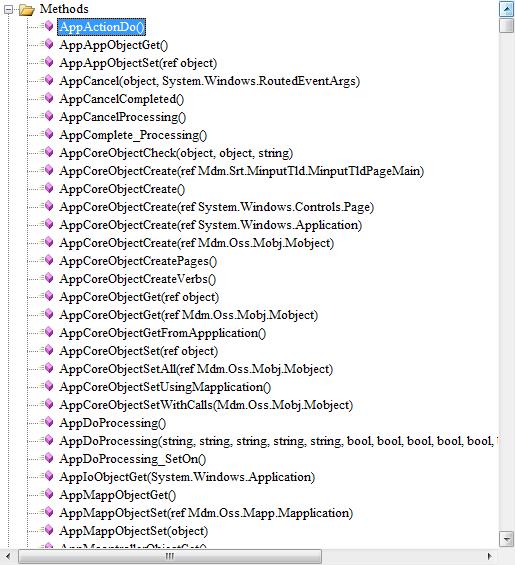 Methods
AppActionDo()
AppAppObjectGet()
AppAppObjectSet(ref object)
AppCancel(object, System.Windows.RoutedEventArgs)
AppCancelCompleted()
AppCancelProcessing()
AppComplete_Processing()
AppCoreObjectCheck(object, object, string)
AppCoreObjectCreate(ref Mdm.Srt.MinputTld.MinputTldPageMain)
AppCoreObjectCreate()
AppCoreObjectCreate(ref System.Windows.Controls.Page)
AppCoreObjectCreate(ref System.Windows.Application)
AppCoreObjectCreate(ref Mdm.Oss.Mobj.Mobject)
AppCoreObjectCreatePages()
AppCoreObjectCreateVerbs()
AppCoreObjectGet(ref object)
AppCoreObjectGet(ref Mdm.Oss.Mobj.Mobject)
AppCoreObjectGetFromAppplication()
AppCoreObjectSet(ref object)
AppCoreObjectSetAll(ref Mdm.Oss.Mobj.Mobject)
AppCoreObjectSetUsingMapplication()
AppCoreObjectSetWithCalls(Mdm.Oss.Mobj.Mobject)
AppDoProcessing()
AppDoProcessing(string, string, string, string, string, bool, bool, bool, bool, bool,
AppDoProcessing_SetOn()
AppIoObjectGet(System.Windows.Application)
AppMappObjectGet()
AppMappObjectSet(ref Mdm.Oss.Mapp.Mapplication)
AppMappObjectSet(object)